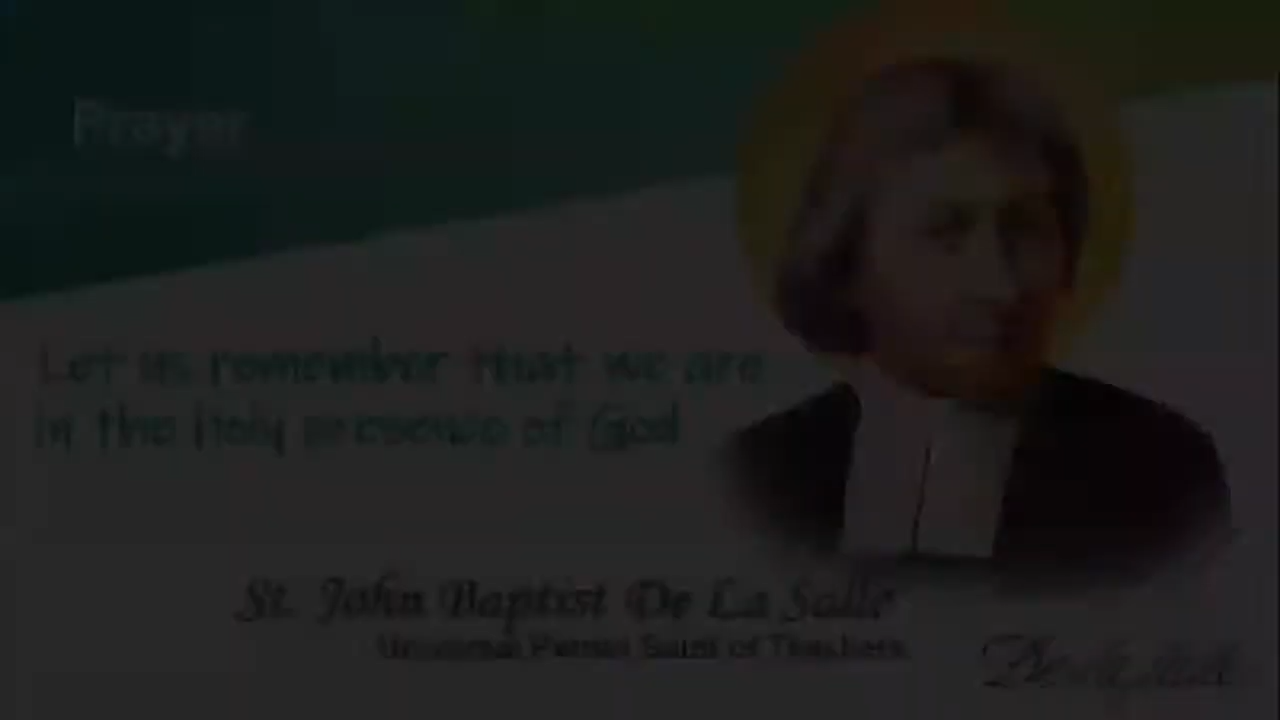 Prayer
Let us remember that we are
in the holy presence of God
St. John Baptist De La Salle
Universal Patron Saint of Teachers